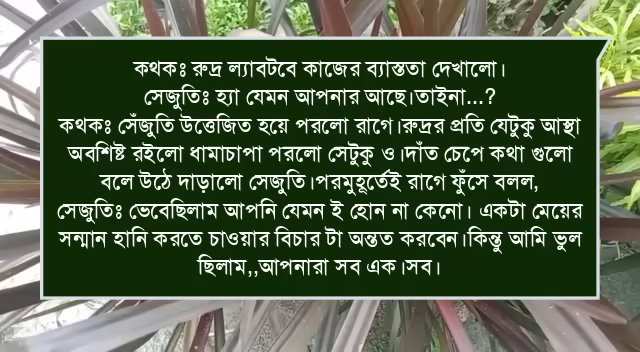 কথকঃ রুদ্র ল্যাবটবে কাজের ব্যাস্ততা দেখালো।
সেজুতিঃ হ্যা যেমন আপনার আছে।তাইনা...?
কথকঃ সেঁজুতি উত্তেজিত হয়ে পরলো রাগে।রুদ্রর প্রতি যেটুকু আস্থা
অবশিষ্ট রইলো ধামাচাপা পরলো সেটুকু ও।দাঁত চেপে কথা গুলো
বলে উঠে দাড়ালো সেজুতি।পরমুহূর্তেই রাগে ফুঁসে বলল,
সেজুতিঃ ভেবেছিলাম আপনি যেমন ই হোন না কেনো। একটা মেয়ের
সন্মান হানি করতে চাওয়ার বিচার টা অন্তত করবেন।কিন্তু আমি ভুল
ছিলাম,,আপনারা সব এক।সব।